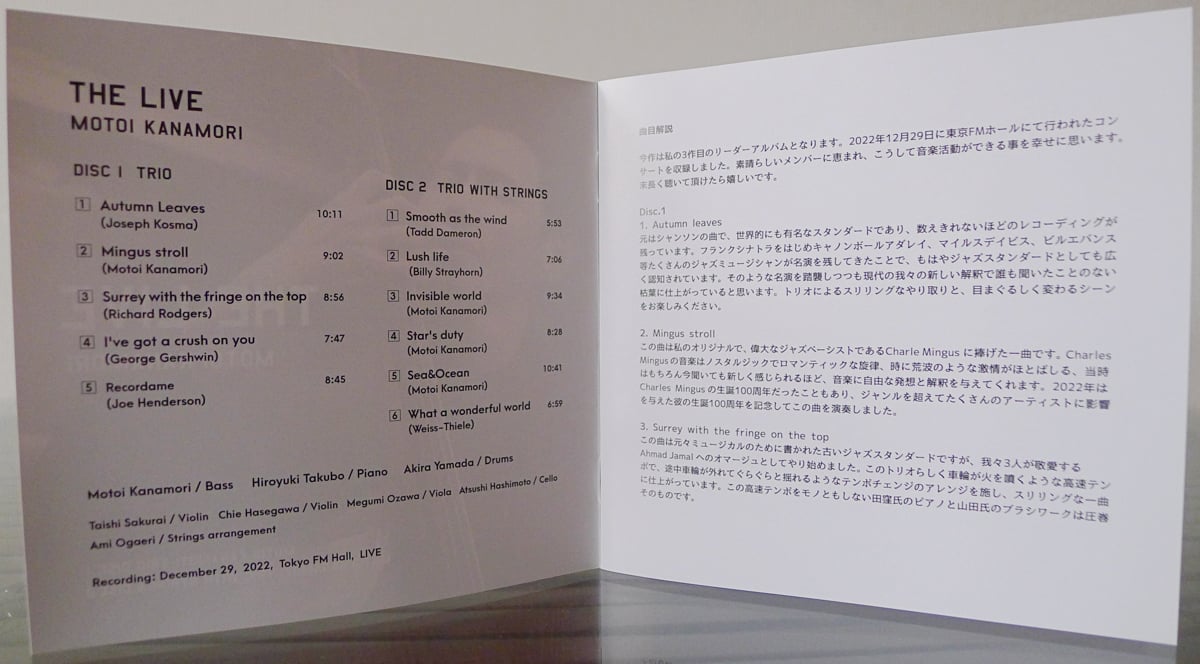 THE LIVE
MOTOI KANAMORI
DISC 1 TRIO
1 Autumn Leaves 10:11
(Joseph Kosma)
2 Mingus stroll 9:02
(Motoi Kanamori)
3 Surrey with the fringe on the top 8:56
(Richard Rodgers)
4 I've got a crush on you 7:47
(George Gershwin)
5 Recordame 8:45
(Joe Henderson)
DISC 2 TRIO WITH STRINGS
1 Smooth as the wind 5:53
(Tadd Dameron)
2 Lush life 7:06
(Billy Strayhorn)
3 Invisible world 9:34
(Motoi Kanamori)
4 Star's duty 8:28
(Motoi Kanamori)
5 Sea&Ocean 10:41
(Motoi Kanamori)
6 What a wonderful world 6:59
(Weiss-Thiele)
Motoi Kanamori / Bass Hiroyuki Takubo / Piano Akira Yamada / Drums
Taishi Sakurai / Violin Chie Hasegawa / Violin Megumi Ozawa / Viola Atsushi Hashimoto / Cello
Ami Ogaeri / Strings arrangement
Recording: December 29, 2022, Tokyo FM Hall, LIVE
曲目解説
今作は私の3作目のリーダーアルバムとなります。2022年12月29日に東京FMホールにて行われたコン
サートを収録しました。素晴らしいメンバーに恵まれ、こうして音楽活動ができる事を幸せに思います。
末長く聴いて頂けたら嬉しいです。
Disc.1
1. Autumn leaves
元はシャンソンの曲で、世界的にも有名なスタンダードであり、数えきれないほどのレコーディングが
残っています。フランクシナトラをはじめキャノンボールアダレイ、マイルスデイビス、ビルエバンス
等たくさんのジャズミュージシャンが名演を残してきたことで、もはやジャズスタンダードとしても広
く認知されています。そのような名演を踏襲しつつも現代の我々の新しい解釈で誰も聞いたことのない
枯葉に仕上がっていると思います。トリオによるスリリングなやり取りと、目まぐるしく変わるシーン
をお楽しみください。
2. Mingus stroll
この曲は私のオリジナルで、偉大なジャズベーシストであるCharle Mingus に捧げた一曲です。Charles
Mingusの音楽はノスタルジックでロマンティックな旋律、時に荒波のような激情がほとばしる、当時
はもちろん今聞いても新しく感じられるほど、音楽に自由な発想と解釈を与えてくれます。2022年は
Charles Mingusの生誕100周年だったこともあり、ジャンルを超えてたくさんのアーティストに影響
を与えた彼の生誕100周年を記念してこの曲を演奏しました。
3. Surrey with the fringe on the top
この曲は元々ミュージカルのために書かれた古いジャズスタンダードですが、我々3人が敬愛する
Ahmad Jamal へのオマージュとしてやり始めました。このトリオらしく車輪が火を噴くような高速テン
ポで、途中車輪が外れてぐらぐらと揺れるようなテンポチェンジのアレンジを施し、スリリングな一曲
に仕上がっています。この高速テンポをモノともしない田窪氏のピアノと山田氏のブラシワークは圧巻
そのものです。